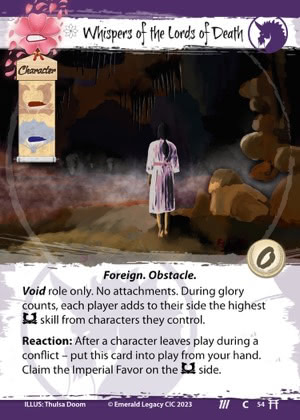 Whispers of the Lords of Death
Character
Foreign. Obstacle.
Void role only. No attachments. During glory
counts, each player adds to their side the highest
skill from characters they control.
Reaction: After a character leaves play during a
conflict – put this card into play from your hand.
Claim the Imperial Favor on the side.
ILLUS: Thulsa Doom © Emerald Legacy CIC 2023 C 54